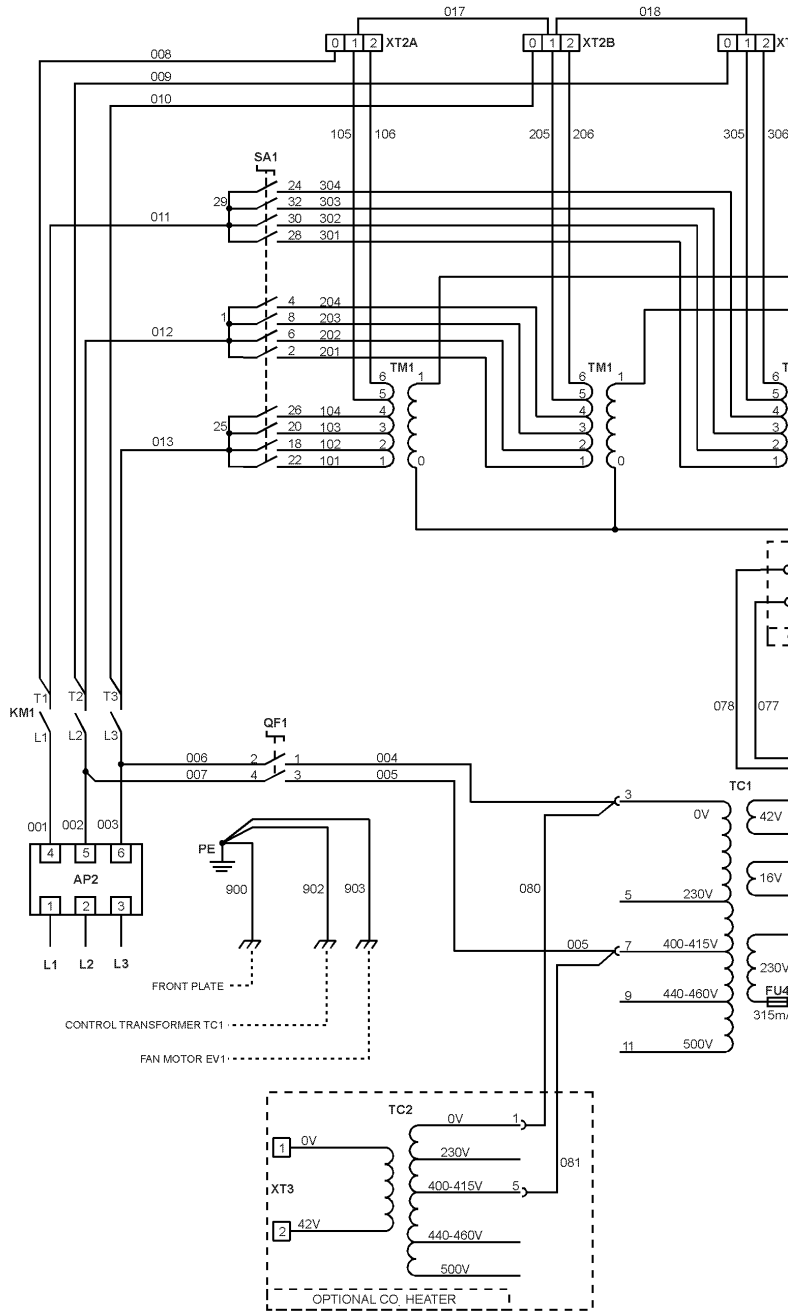 017
018
0 1 2 XT2A
0 1 2 XT2B
0 1 2 XT
008
009
010
105 106
205 206
305 306
SA1
24 304
29 32 303
011 30 302
28 301
4 204
1 8 203
012 6 202
2 201
TM1
TM1
T
6 1
6 1
6
5
5
5
26 104 4
4
4
25 20 103 3
3
3
013 18 102 2
2
2
22 101 1 0
1 0
1
T1 T2 T3
KM1
L1 L2 L3
078 077
QF1
006 2 1 004
007 4 3 005
TC1
3 0V 42V
001 002 003
4 5 6
AP2
1 2 3
L1 L2 L3
PE
900 902 903
080
16V
5 230V
005 7 400-415V
230V
FU4
9 440-460V
315m
11 500V
FRONT PLATE
CONTROL TRANSFORMER TC1
FAN MOTOR EV1
TC2
0V 1
1 0V
230V
081
XT3
400-415V 5
2 42V
440-460V
500V
OPTIONAL CO HEATER